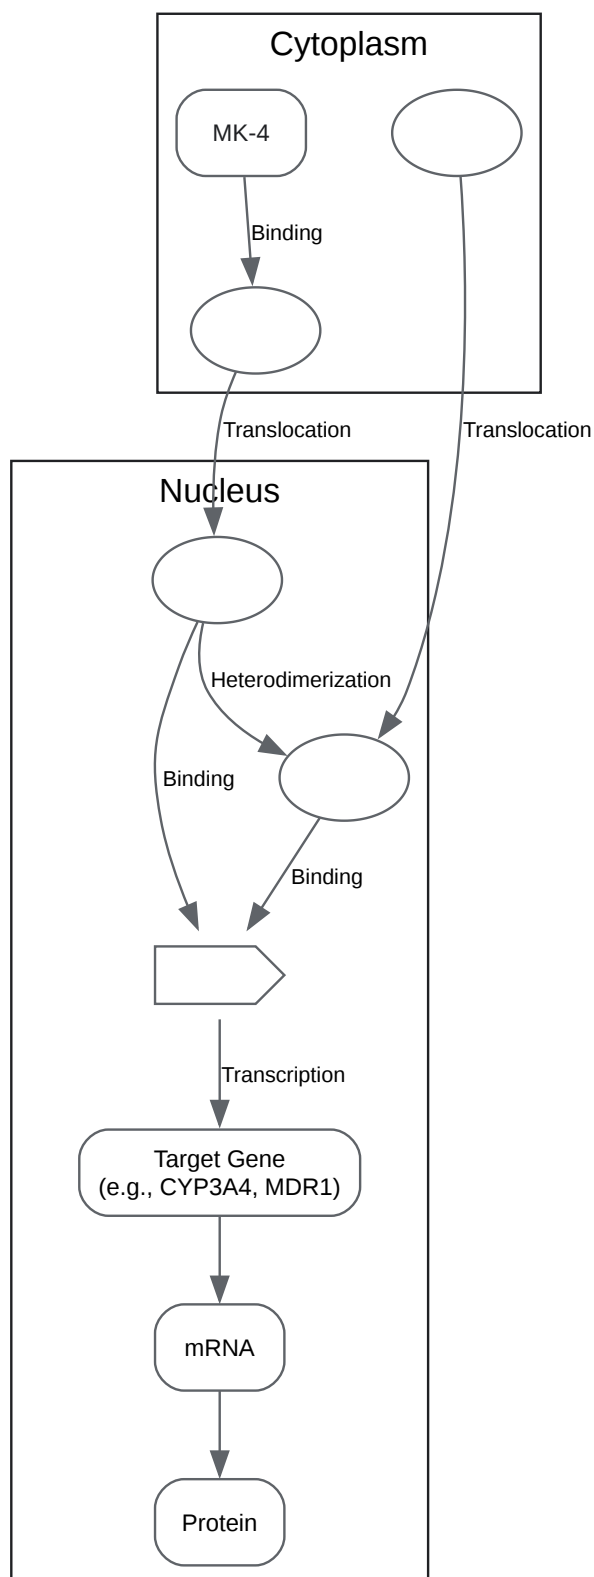 Cytoplasm
MK-4
Binding
Translocation
Translocation
Nucleus
Heterodimerization
Binding
Binding
Transcription
Target Gene
(e.g., CYP3A4, MDR1)
mRNA
Protein